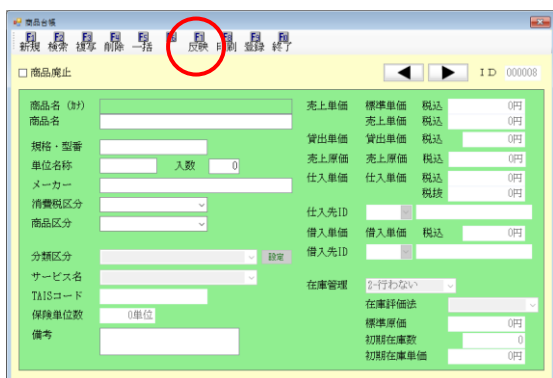 商品台帳
新規 検索 複写 削除 一括 反映 印刷 登録 終了
商品廃止 ◀ ▶ ID 000008
商品名 (ｶﾅ) 売上単価 標準単価 税込 0円
商品名 売上単価 税込 0円
規格・型番 貸出単価 貸出単価 税込 0円
単位名称 入数 0 売上原価 売上原価 税込 0円
メーカー 仕入単価 仕入単価 税込 0円
税抜 0円
消費税区分
仕入先ID
商品区分
借入単価 借入単価 税込 0円
分類区分 設定 借入先ID
サービス名
在庫管理 2-行わない
TAISコード
在庫評価法
保険単位数 0単位
標準原価 0円
備考
初期在庫数 0
初期在庫単価 0円